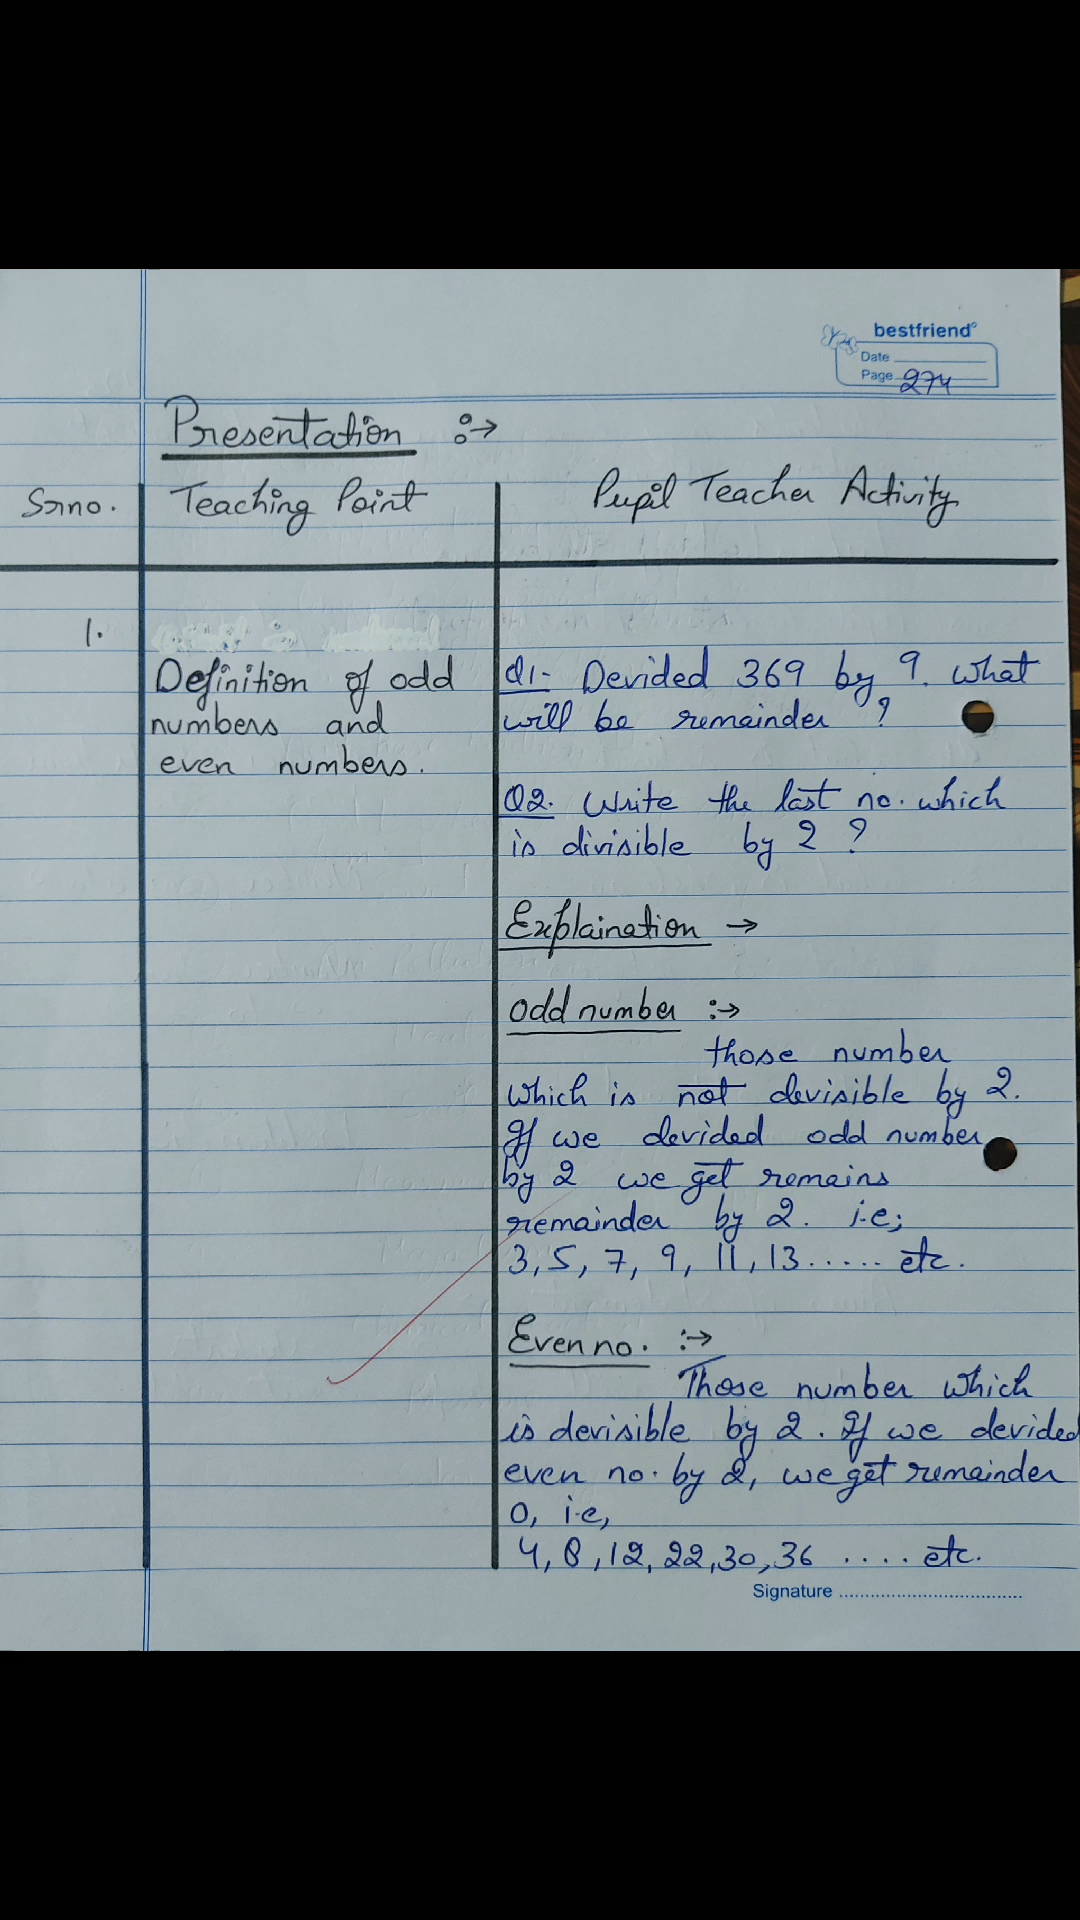 bestfriend
Date
Page 274
Presentation :→
Srno. Teaching Point Pupil Teacher Activity
1.
Definition of odd
numbers and
even numbers.
Q1- Devided 369 by 9. what
will be remainder ?
Q2. Write the last no. which
is divisible by 2 ?
Explaination →
odd number :→
those number
which is not devisible by 2.
If we devided odd number
by 2 we get remains
remainder by 2. i.e;
3, 5, 7, 9, 11, 13..... etc.
Even no. :→
Those number which
is devisible by 2. If we devided
even no. by 2, we get remainder
0, i.e,
4, 8, 12, 22, 30, 36 .... etc.
Signature ..................................